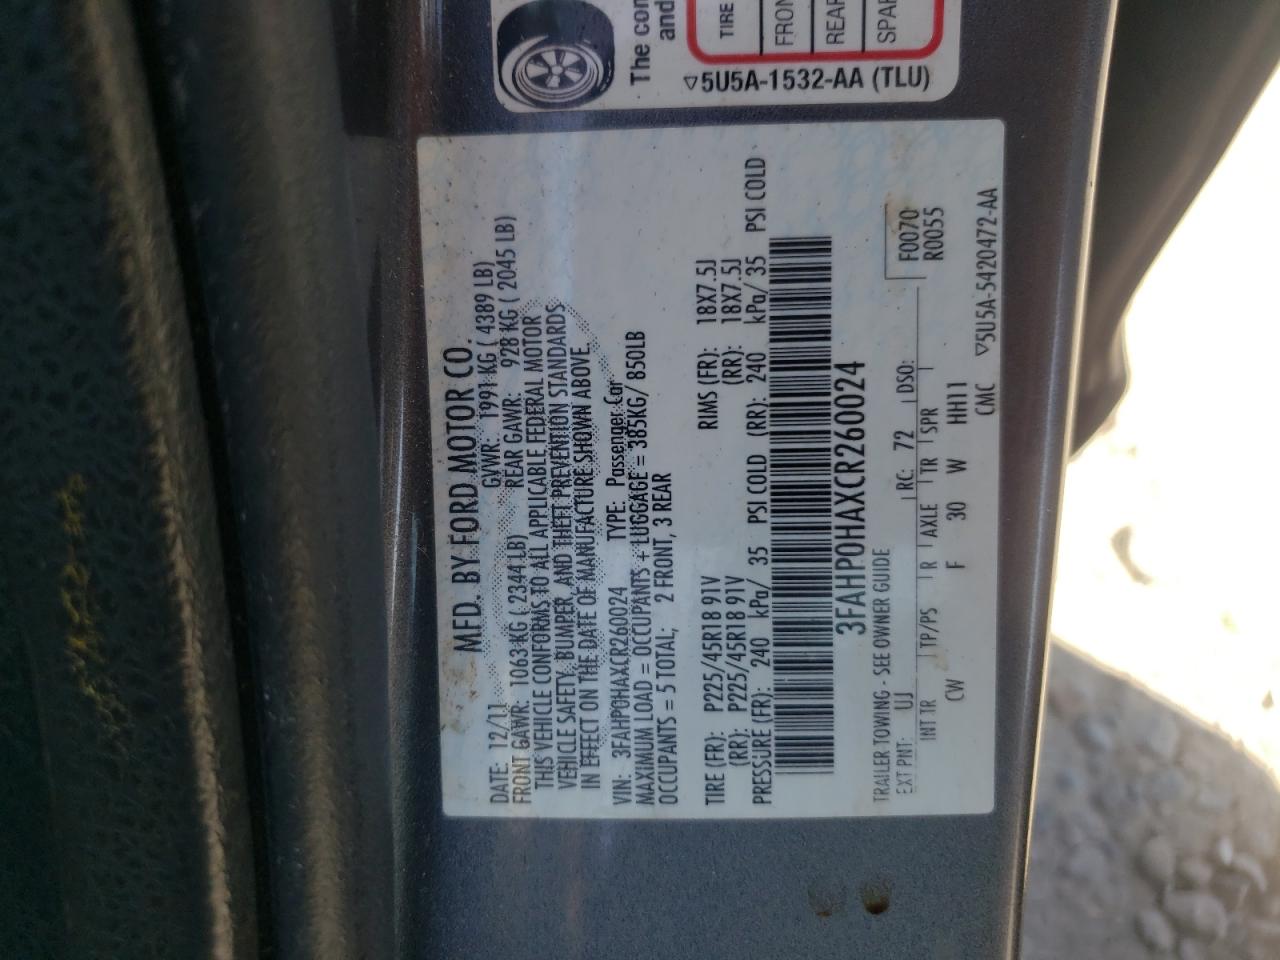 The con
and
TIRE
FRON
REAR
SPAR
▽5U5A-1532-AA (TLU)
MFD. BY FORD MOTOR CO.
DATE: 12/11 GVWR: 1991 KG ( 4389 LB)
FRONT GAWR: 1063 KG ( 2344 LB) REAR GAWR: 928 KG ( 2045 LB)
THIS VEHICLE CONFORMS TO ALL APPLICABLE FEDERAL MOTOR
VEHICLE SAFETY, BUMPER, AND THEFT PREVENTION STANDARDS
IN EFFECT ON THE DATE OF MANUFACTURE SHOWN ABOVE.
VIN: 3FAHP0HAXCR260024 TYPE: Passenger Car
MAXIMUM LOAD = OCCUPANTS + LUGGAGE = 385KG/ 850LB
OCCUPANTS = 5 TOTAL; 2 FRONT, 3 REAR
TIRE (FR): P225/45R18 91V RIMS (FR): 18X7.5J
(RR): P225/45R18 91V (RR): 18X7.5J
PRESSURE (FR): 240 kPa/ 35 PSI COLD (RR): 240 kPa/ 35 PSI COLD
3FAHP0HAXCR260024
TRAILER TOWING - SEE OWNER GUIDE
EXT PNT: UJ RC: 72 DSO: F0070
R0055
INT TR TP/PS R AXLE TR SPR
CW F 30 W HH11
CMC ▽5U5A-5420472-AA